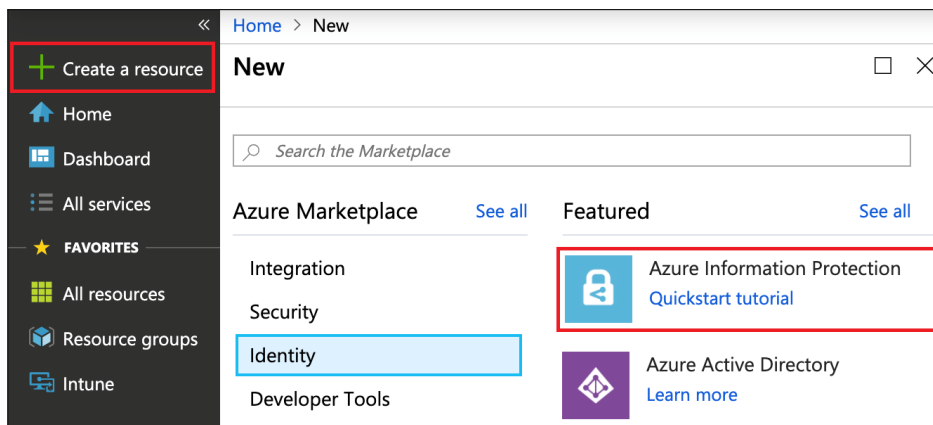 «
Create a resource
Home
Dashboard
All services
FAVORITES
All resources
Resource groups
Intune
Home > New
New
Search the Marketplace
Azure Marketplace See all
Integration
Security
Identity
Developer Tools
Featured See all
Azure Information Protection
Quickstart tutorial
Azure Active Directory
Learn more